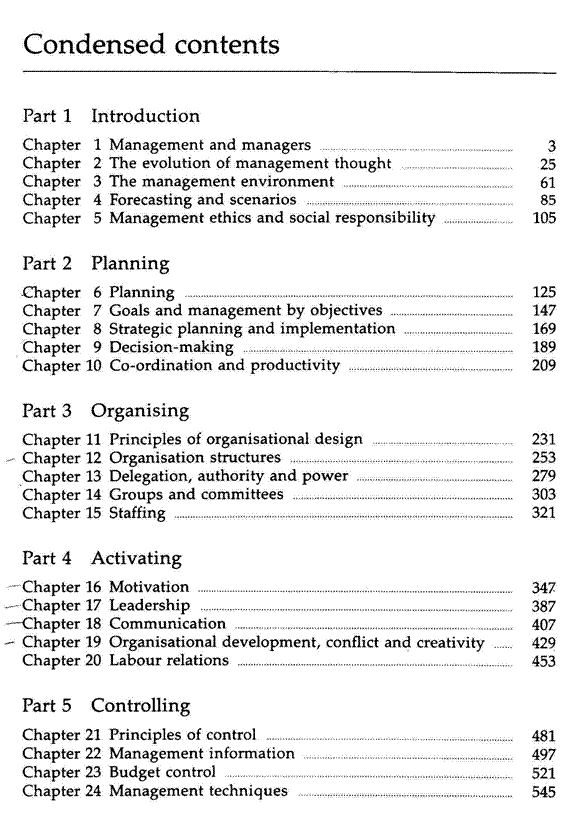 Condensed contents
Part 1 Introduction
Chapter 1 Management and managers 3
Chapter 2 The evolution of management thought 25
Chapter 3 The management environment 61
Chapter 4 Forecasting and scenarios 85
Chapter 5 Management ethics and social responsibility 105
Part 2 Planning
Chapter 6 Planning 125
Chapter 7 Goals and management by objectives 147
Chapter 8 Strategic planning and implementation 169
Chapter 9 Decision-making 189
Chapter 10 Co-ordination and productivity 209
Part 3 Organising
Chapter 11 Principles of organisational design 231
Chapter 12 Organisation structures 253
Chapter 13 Delegation, authority and power 279
Chapter 14 Groups and committees 303
Chapter 15 Staffing 321
Part 4 Activating
Chapter 16 Motivation 347
Chapter 17 Leadership 387
Chapter 18 Communication 407
Chapter 19 Organisational development, conflict and creativity 429
Chapter 20 Labour relations 453
Part 5 Controlling
Chapter 21 Principles of control 481
Chapter 22 Management information 497
Chapter 23 Budget control 521
Chapter 24 Management techniques 545